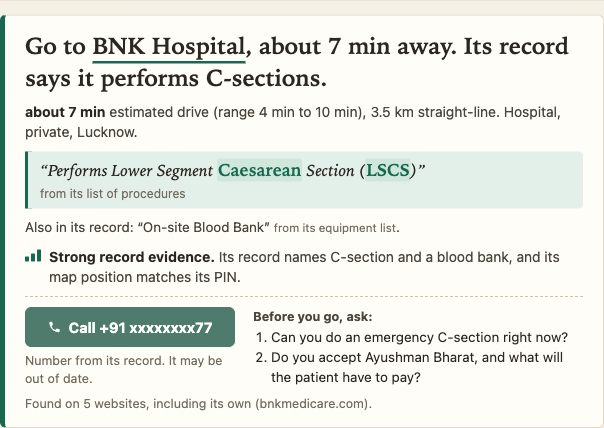 Go to BNK Hospital, about 7 min away. Its record
says it performs C-sections.
about 7 min estimated drive (range 4 min to 10 min), 3.5 km straight-line. Hospital,
private, Lucknow.
“Performs Lower Segment Caesarean Section (LSCS)”
from its list of procedures
Also in its record: “On-site Blood Bank” from its equipment list.
Strong record evidence. Its record names C-section and a blood bank, and its
map position matches its PIN.
Call +91 xxxxxxxx77
Number from its record. It may be
out of date.
Before you go, ask:
1. Can you do an emergency C-section right now?
2. Do you accept Ayushman Bharat, and what will
the patient have to pay?
Found on 5 websites, including its own (bnkmedicare.com).